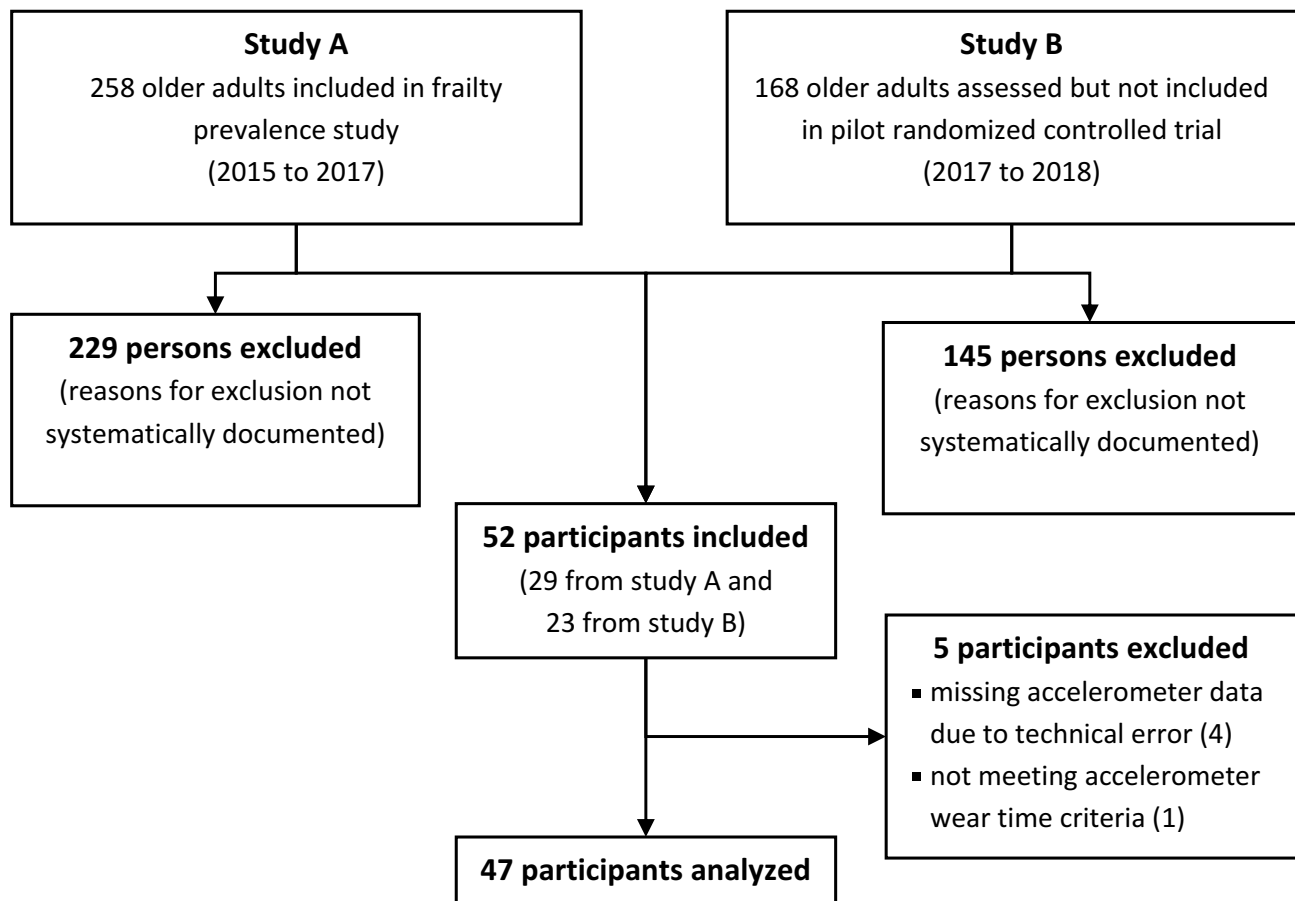 Study A
258 older adults included in frailty
prevalence study
(2015 to 2017)
Study B
168 older adults assessed but not included
in pilot randomized controlled trial
(2017 to 2018)
229 persons excluded
(reasons for exclusion not
systematically documented)
145 persons excluded
(reasons for exclusion not
systematically documented)
52 participants included
(29 from study A and
23 from study B)
5 participants excluded
▪ missing accelerometer data
due to technical error (4)
▪ not meeting accelerometer
wear time criteria (1)
47 participants analyzed